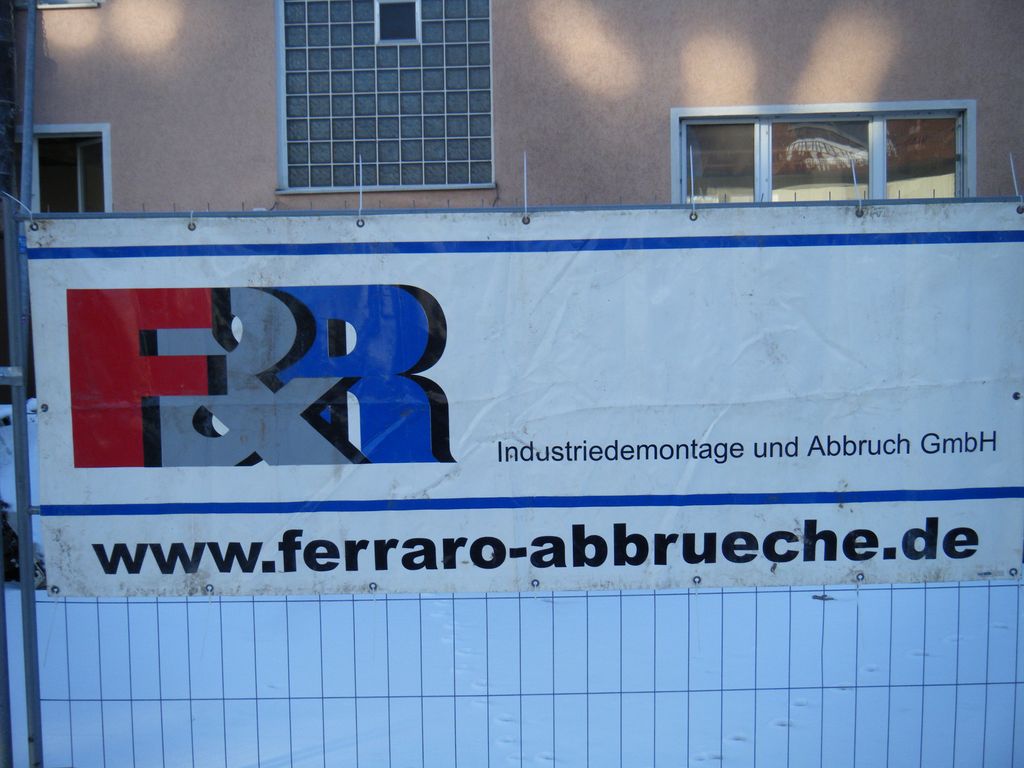 F&R
Industriedemontage und Abbruch GmbH
www.ferraro-abbrueche.de